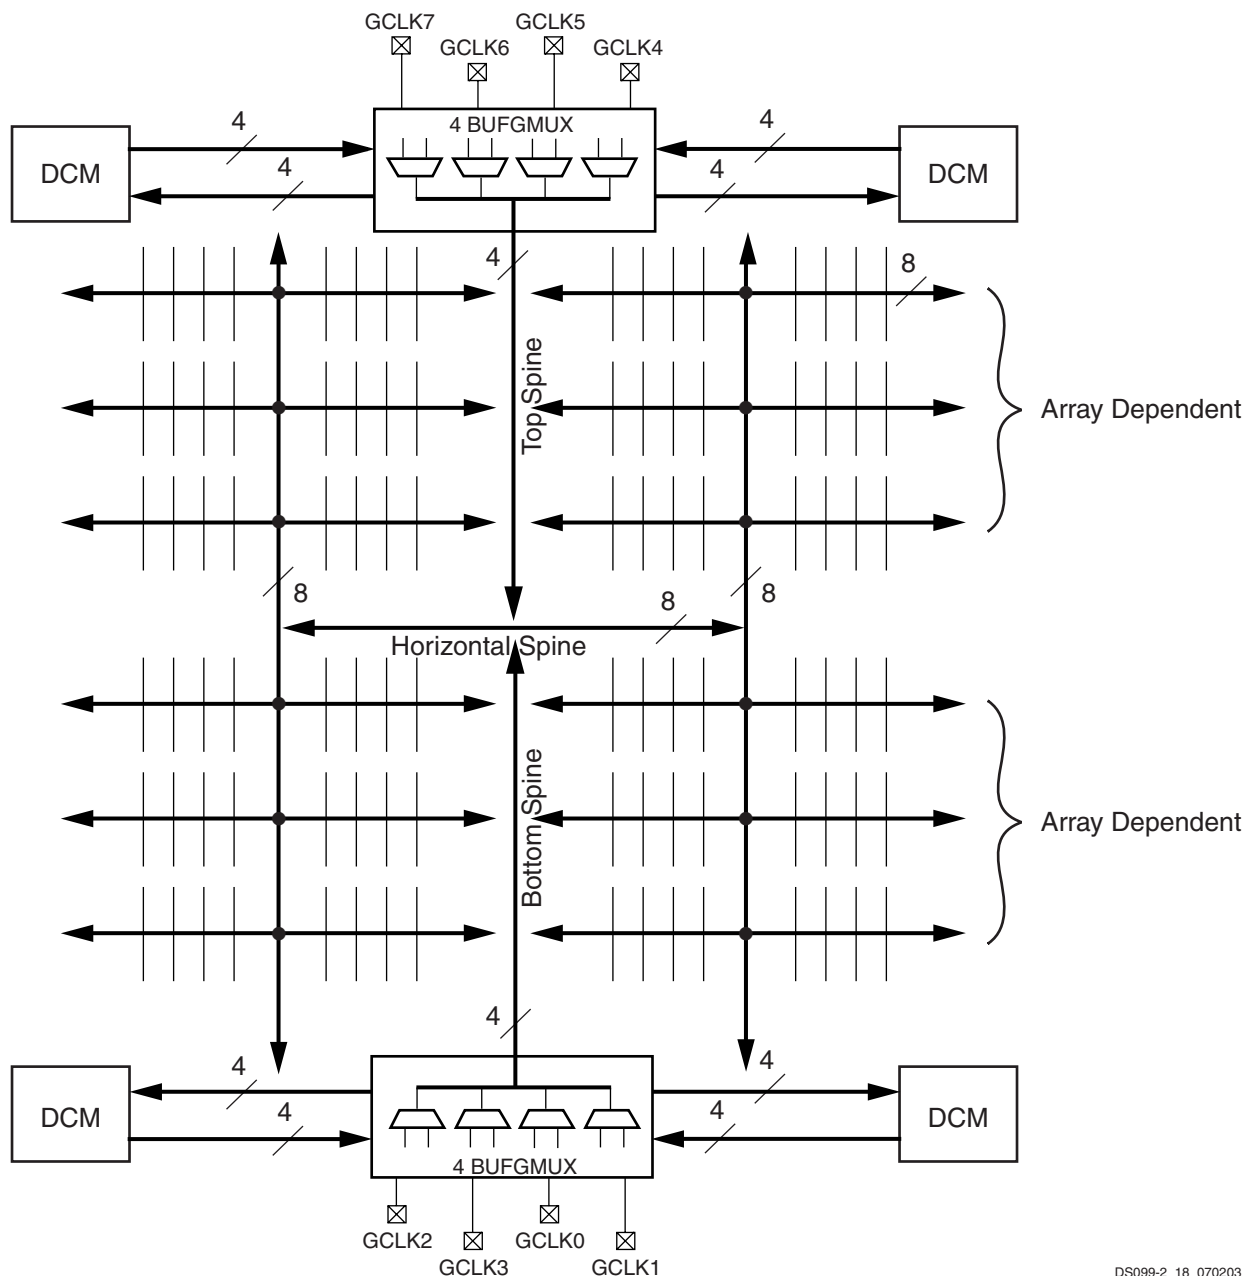 GCLK7
GCLK5
GCLK6
GCLK4
4 BUFGMUX
4
4
DCM
DCM
4
4
4
8
Top Spine
Array Dependent
8
8
8
Horizontal Spine
Bottom Spine
Array Dependent
4
4
4
DCM
DCM
4
4
4 BUFGMUX
GCLK2
GCLK0
GCLK3
GCLK1
DS099-2_18_070203